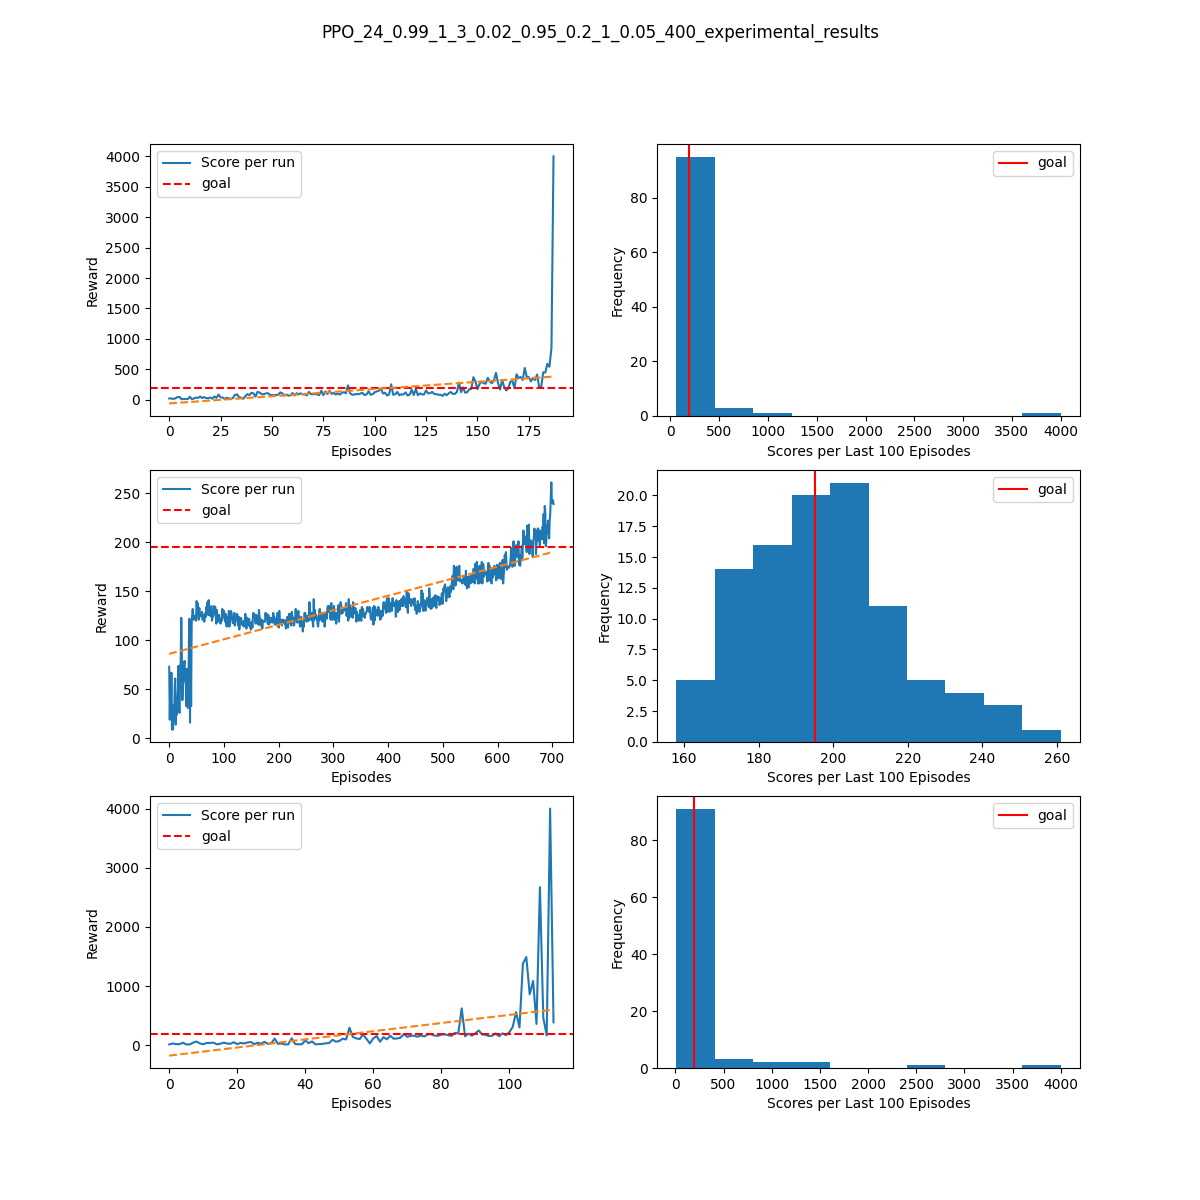 PPO_24_0.99_1_3_0.02_0.95_0.2_1_0.05_400_experimental_results
Score per run
goal
4000
3500
3000
2500
2000
1500
1000
500
0
Reward
0 25 50 75 100 125 150 175
Episodes
goal
80
60
40
20
0
Frequency
0 500 1000 1500 2000 2500 3000 3500 4000
Scores per Last 100 Episodes
Score per run
goal
250
200
150
100
50
0
Reward
0 100 200 300 400 500 600 700
Episodes
goal
20.0
17.5
15.0
12.5
10.0
7.5
5.0
2.5
0.0
Frequency
160 180 200 220 240 260
Scores per Last 100 Episodes
Score per run
goal
4000
3000
2000
1000
0
Reward
0 20 40 60 80 100
Episodes
goal
80
60
40
20
0
Frequency
0 500 1000 1500 2000 2500 3000 3500 4000
Scores per Last 100 Episodes